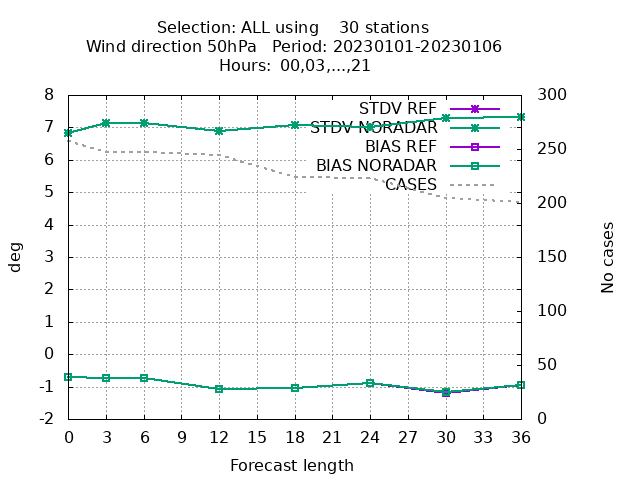 Selection: ALL using    30 stations
Wind direction 50hPa   Period: 20230101-20230106
Hours: 00,03,...,21
STDV REF
STDV NORADAR
BIAS REF
BIAS NORADAR
CASES
8
7
6
5
4
3
2
1
0
-1
-2
deg
300
250
200
150
100
50
0
No cases
0 3 6 9 12 15 18 21 24 27 30 33 36
Forecast length